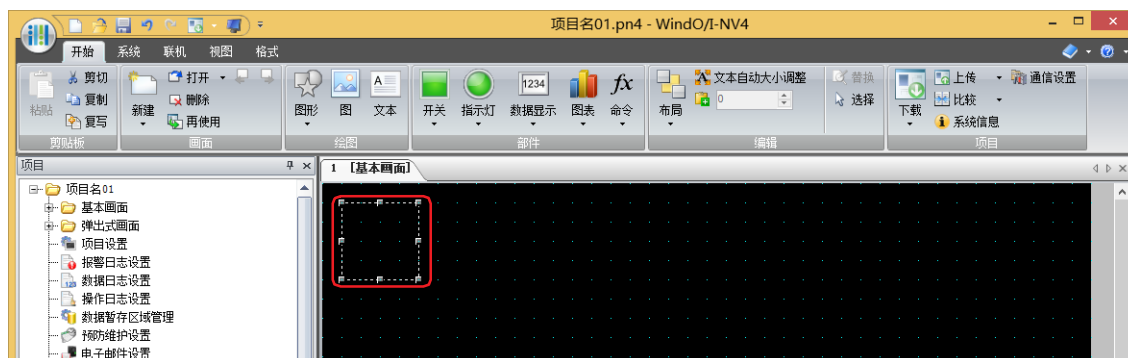 项目名01.pn4 - WindO/I-NV4
开始 系统 联机 视图 格式
粘贴 剪切 复制 复写 剪贴板
新建 打开 删除 再使用 画面
图形 图 文本 绘图
开关 指示灯 1234 数据显示 图表 fx 命令 部件
布局 文本自动大小调整 0 替换 选择 编辑
下载 上传 比较 系统信息 通信设置 项目
项目
1 [基本画面]
项目名01
基本画面
弹出式画面
项目设置
报警日志设置
数据日志设置
操作日志设置
数据暂存区域管理
预防维护设置
电子邮件设置